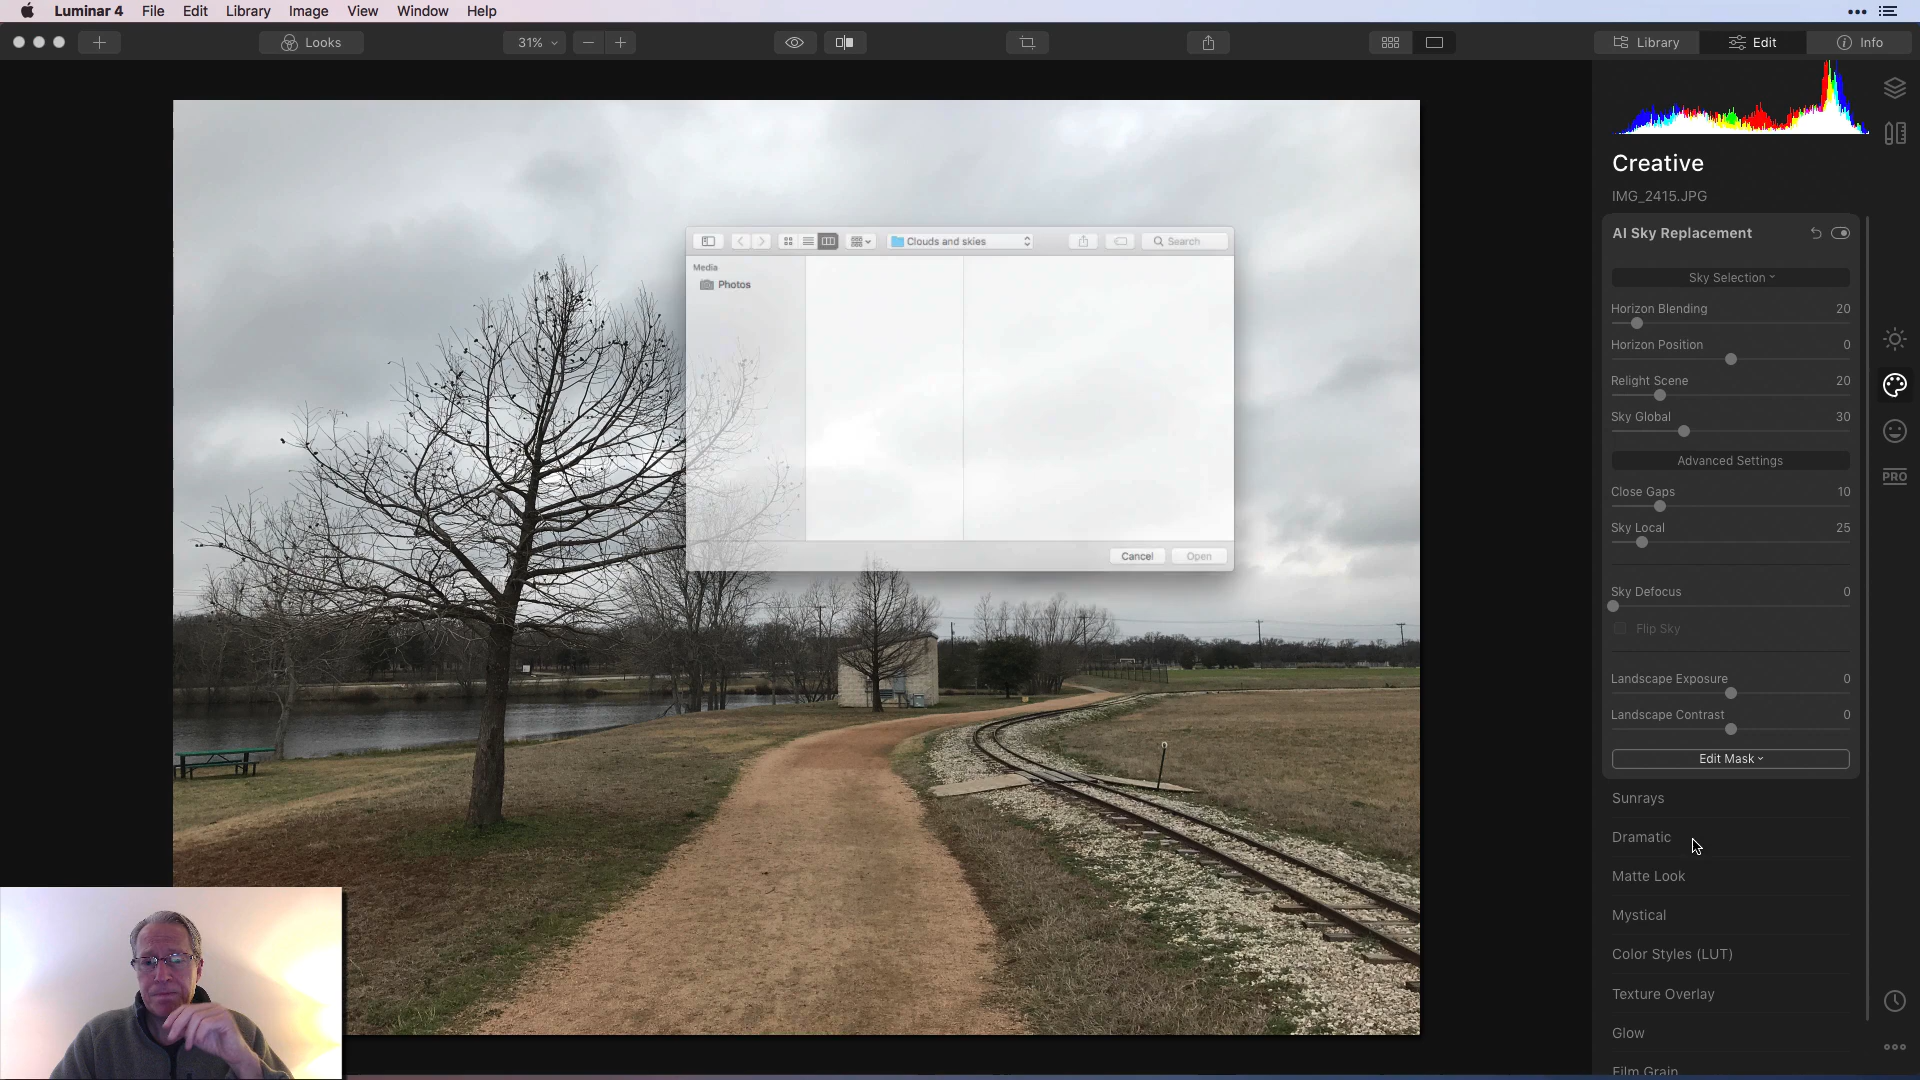 Luminar 4 File Edit Library Image View Window Help
Looks 31% Library Edit Info
Creative
IMG_2415.JPG
AI Sky Replacement
Sky Selection
Horizon Blending 20
Horizon Position 0
Relight Scene 20
Sky Global 30
Advanced Settings
Close Gaps 10
Sky Local 25
Sky Defocus 0
Flip Sky
Landscape Exposure 0
Landscape Contrast 0
Edit Mask
Sunrays
Dramatic
Matte Look
Mystical
Color Styles (LUT)
Texture Overlay
Glow
Film Grain
PRO
Clouds and skies Search
Media
Photos
Cancel Open